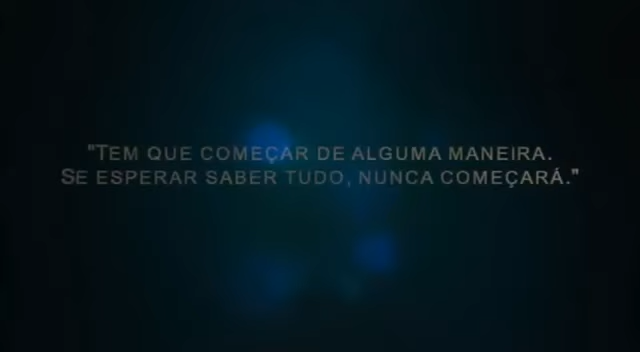 "Tem que começar de alguma maneira.
Se esperar saber tudo, nunca começará."